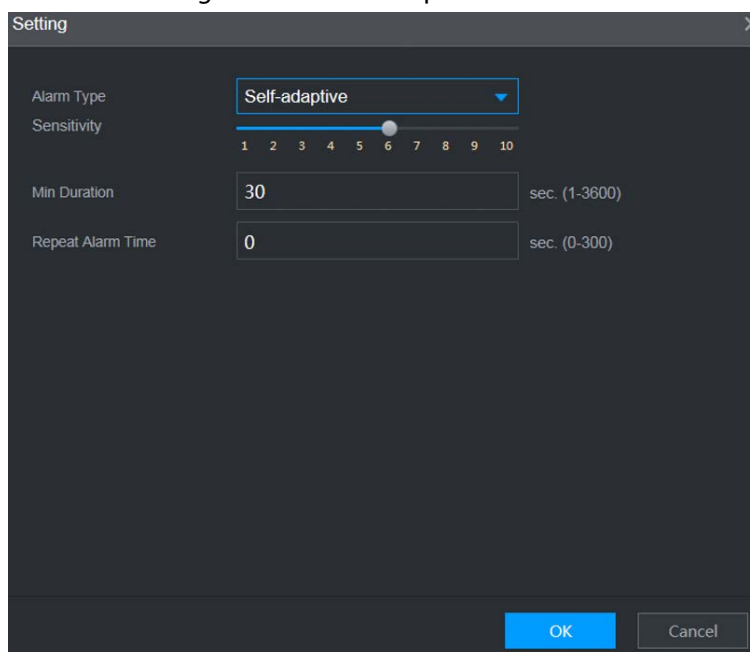 Setting
Alarm Type
Self-adaptive
Sensitivity
1 2 3 4 5 6 7 8 9 10
Min Duration
30
sec. (1-3600)
Repeat Alarm Time
0
sec. (0-300)
OK
Cancel